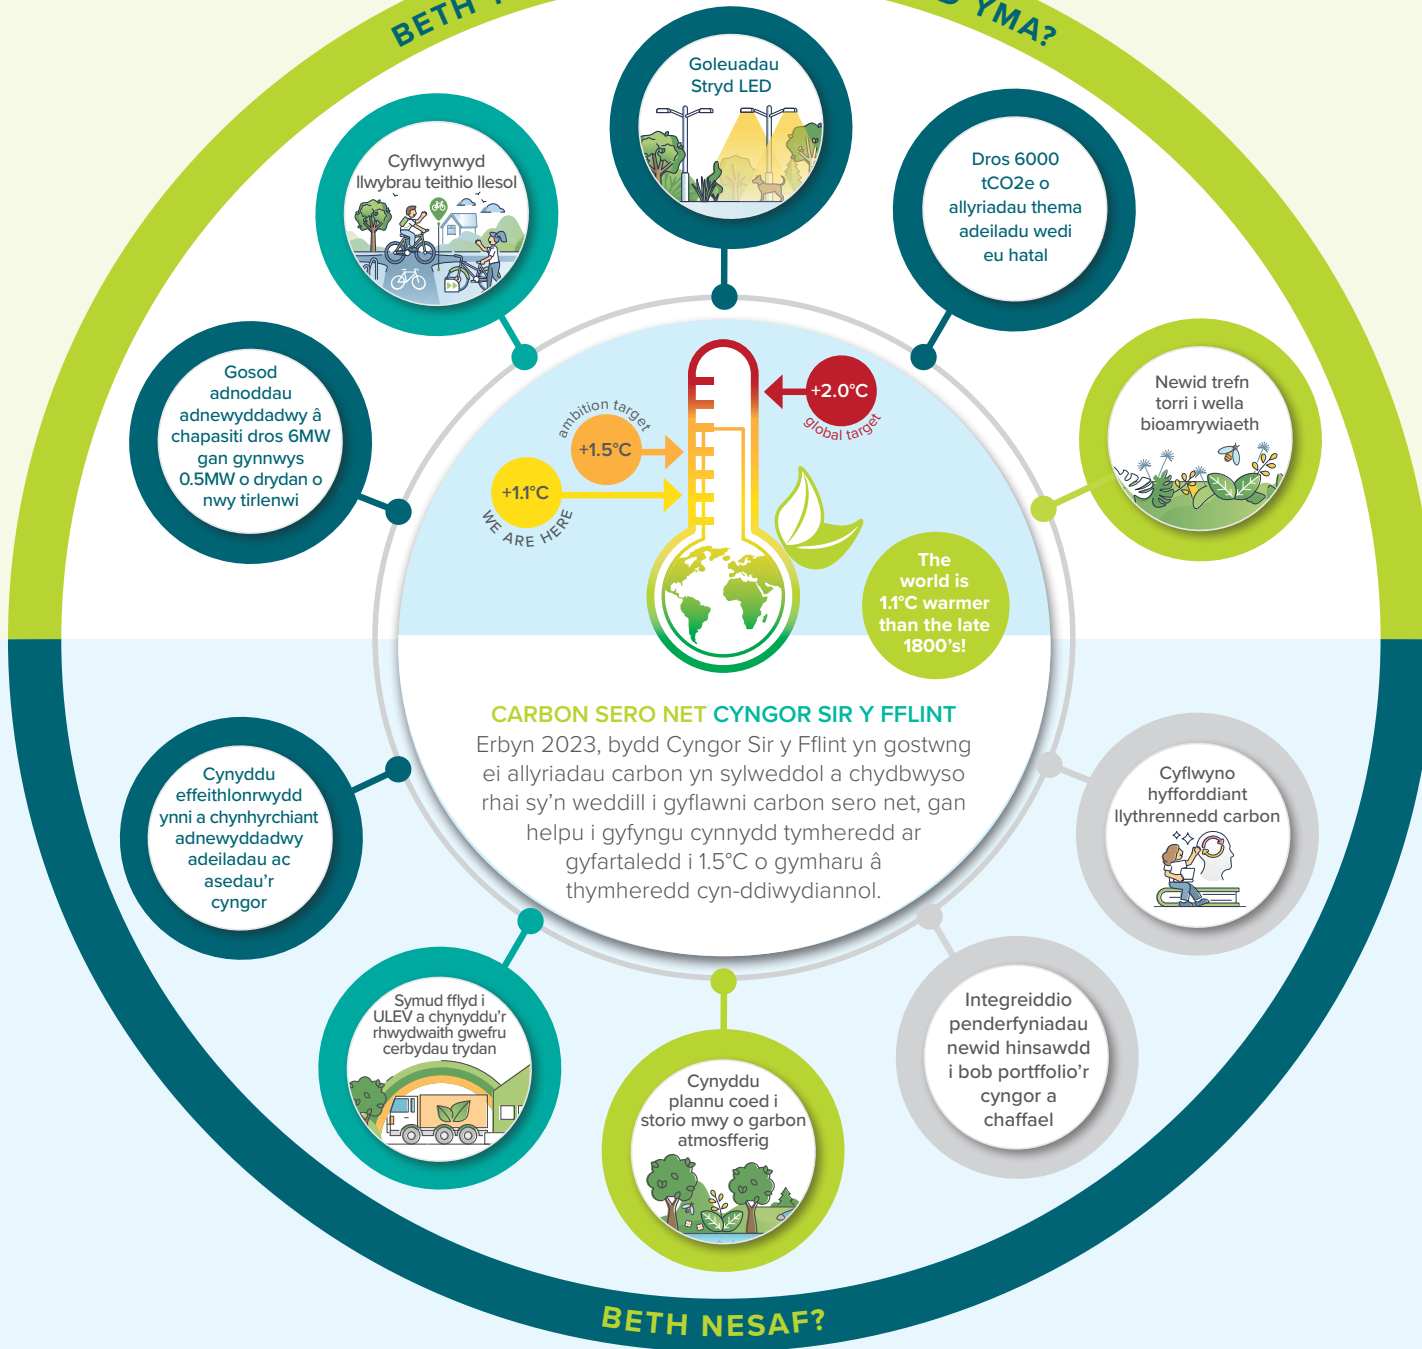 BETH
YMA?
Goleuadau
Stryd LED
Cyflwynwyd
llwybrau teithio llesol
Dros 6000
tCO2e o
allyriadau thema
adeiladu wedi
eu hatal
Gosod
adnoddau
adnewyddadwy â
chapasiti dros 6MW
gan gynnwys
0.5MW o drydan o
nwy tirlenwi
Newid trefn
torri i wella
bioamrywiaeth
+2.0°C
global target
ambition target
+1.5°C
+1.1°C
WE ARE HERE
The
world is
1.1°C warmer
than the late
1800's!
CARBON SERO NET CYNGOR SIR Y FFLINT
Erbyn 2023, bydd Cyngor Sir y Fflint yn gostwng
ei allyriadau carbon yn sylweddol a chydbwyso
rhai sy'n weddill i gyflawni carbon sero net, gan
helpu i gyfyngu cynnydd tymheredd ar
gyfartaledd i 1.5°C o gymharu â
thymheredd cyn-ddiwydiannol.
Cynyddu
effeithlonrwydd
ynni a chynhyrchiant
adnewyddadwy
adeiladau ac
asedau'r
cyngor
Cyflwyno
hyfforddiant
llythrennedd carbon
Symud fflyd i
ULEV a chynyddu'r
rhwydwaith gwefru
cerbydau trydan
Integreiddio
penderfyniadau
newid hinsawdd
i bob portffolio'r
cyngor a
chaffael
Cynyddu
plannu coed i
storio mwy o garbon
atmosfferig
BETH NESAF?